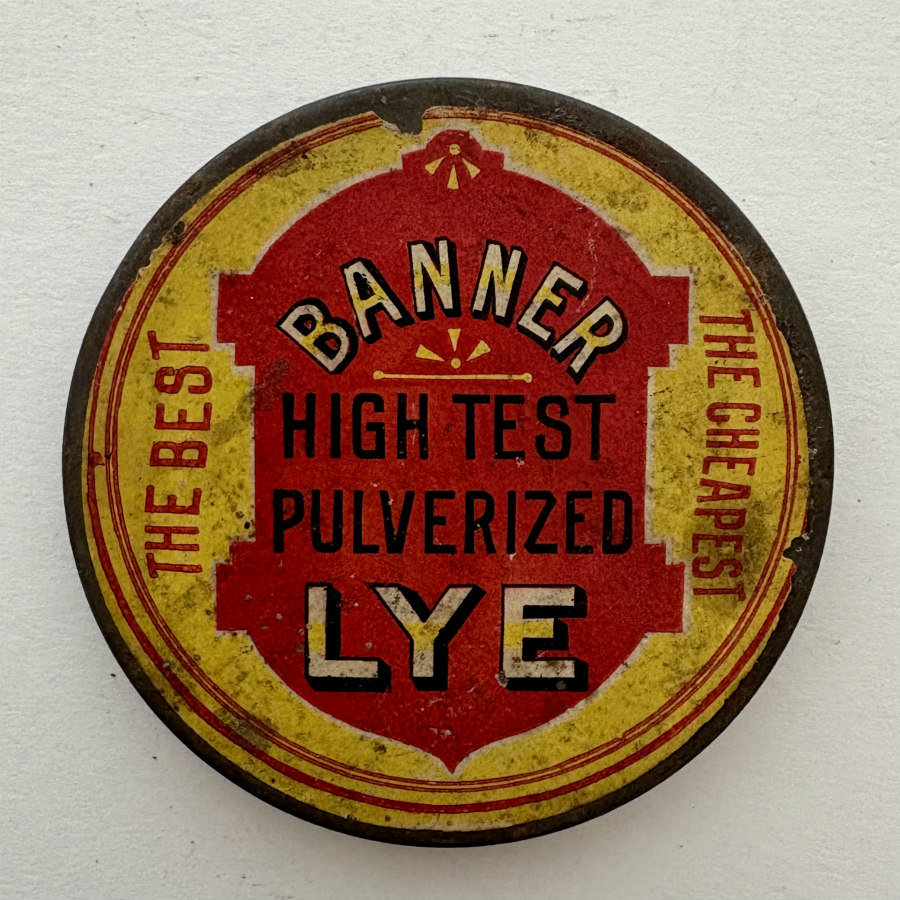 BANNER
HIGH TEST
PULVERIZED
LYE
THE BEST
THE CHEAPEST